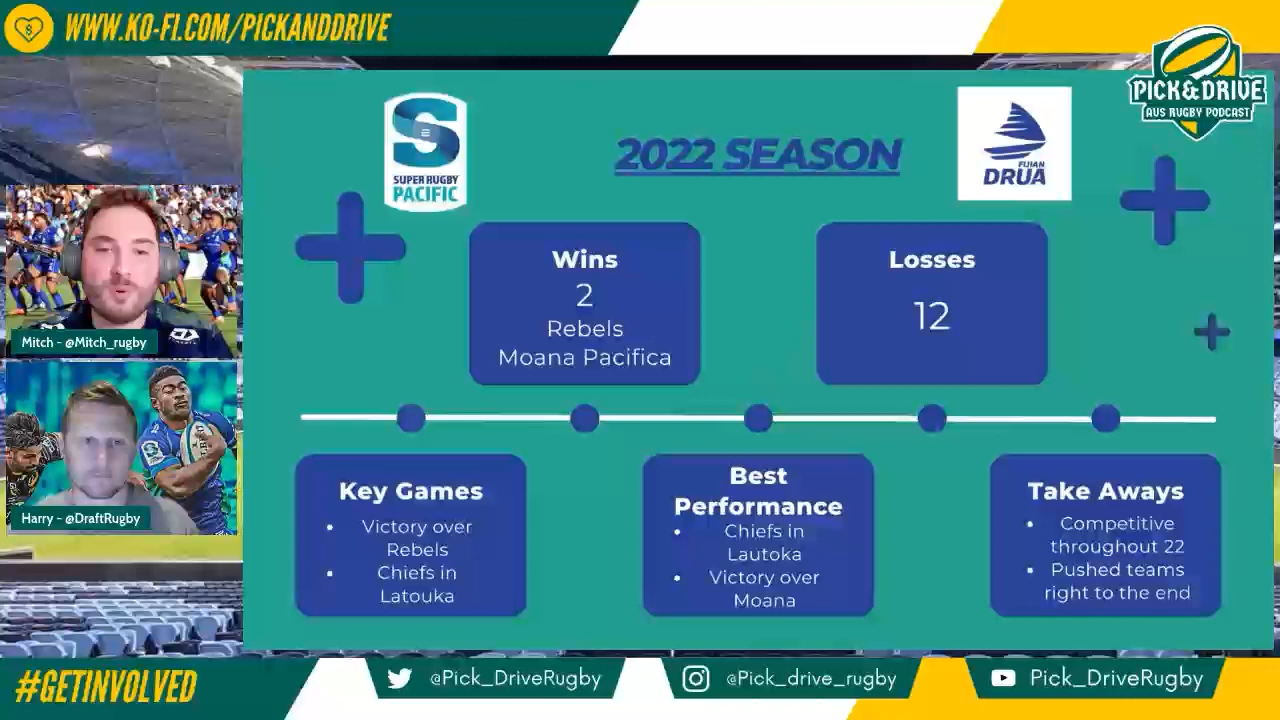 WWW.KO-FI.COM/PICKANDDRIVE
PICK&DRIVE
AUS RUGBY PODCAST
SUPER RUGBY
PACIFIC
2022 SEASON
FIJIAN
DRUA
Wins
2
Rebels
Moana Pacifica
Losses
12
Mitch - @Mitch_rugby
Harry - @DraftRugby
Key Games
• Victory over
Rebels
• Chiefs in
Latouka
Best
Performance
• Chiefs in
Lautoka
• Victory over
Moana
Take Aways
• Competitive
throughout 22
• Pushed teams
right to the end
#GETINVOLVED
@Pick_DriveRugby
@Pick_drive_rugby
Pick_DriveRugby